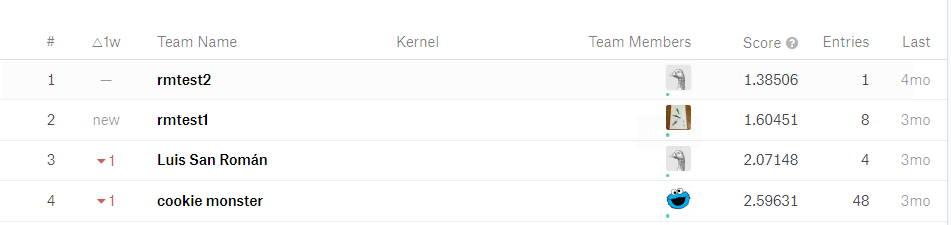 # △1w Team Name Kernel Team Members Score ? Entries Last
1 — rmtest2 1.38506 1 4mo
2 new rmtest1 1.60451 8 3mo
3 ▾1 Luis San Román 2.07148 4 3mo
4 ▾1 cookie monster 2.59631 48 3mo